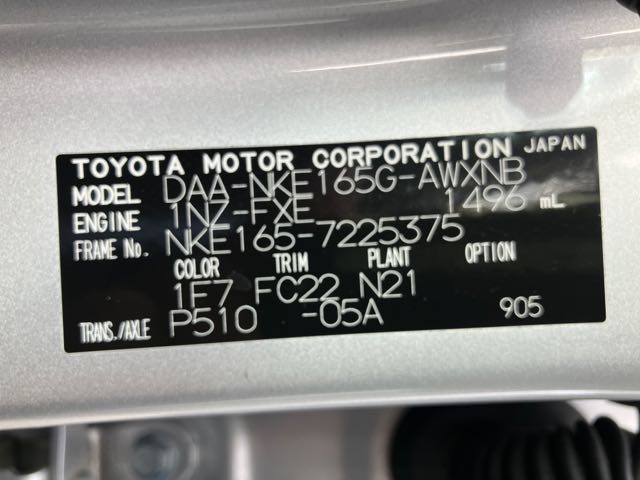 TOYOTA MOTOR CORPORATION JAPAN
MODEL DAA-NKE165G-AWXNB
ENGINE 1NZ-FXE 1496 mL
FRAME No. NKE165-7225375
COLOR TRIM PLANT OPTION
1F7 FC22 N21
TRANS./AXLE P510 -05A 905